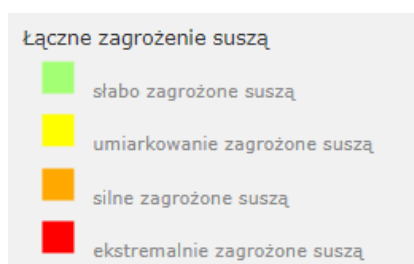 Łączne zagrożenie suszą
słabo zagrożone suszą
umiarkowanie zagrożone suszą
silne zagrożone suszą
ekstremalnie zagrożone suszą